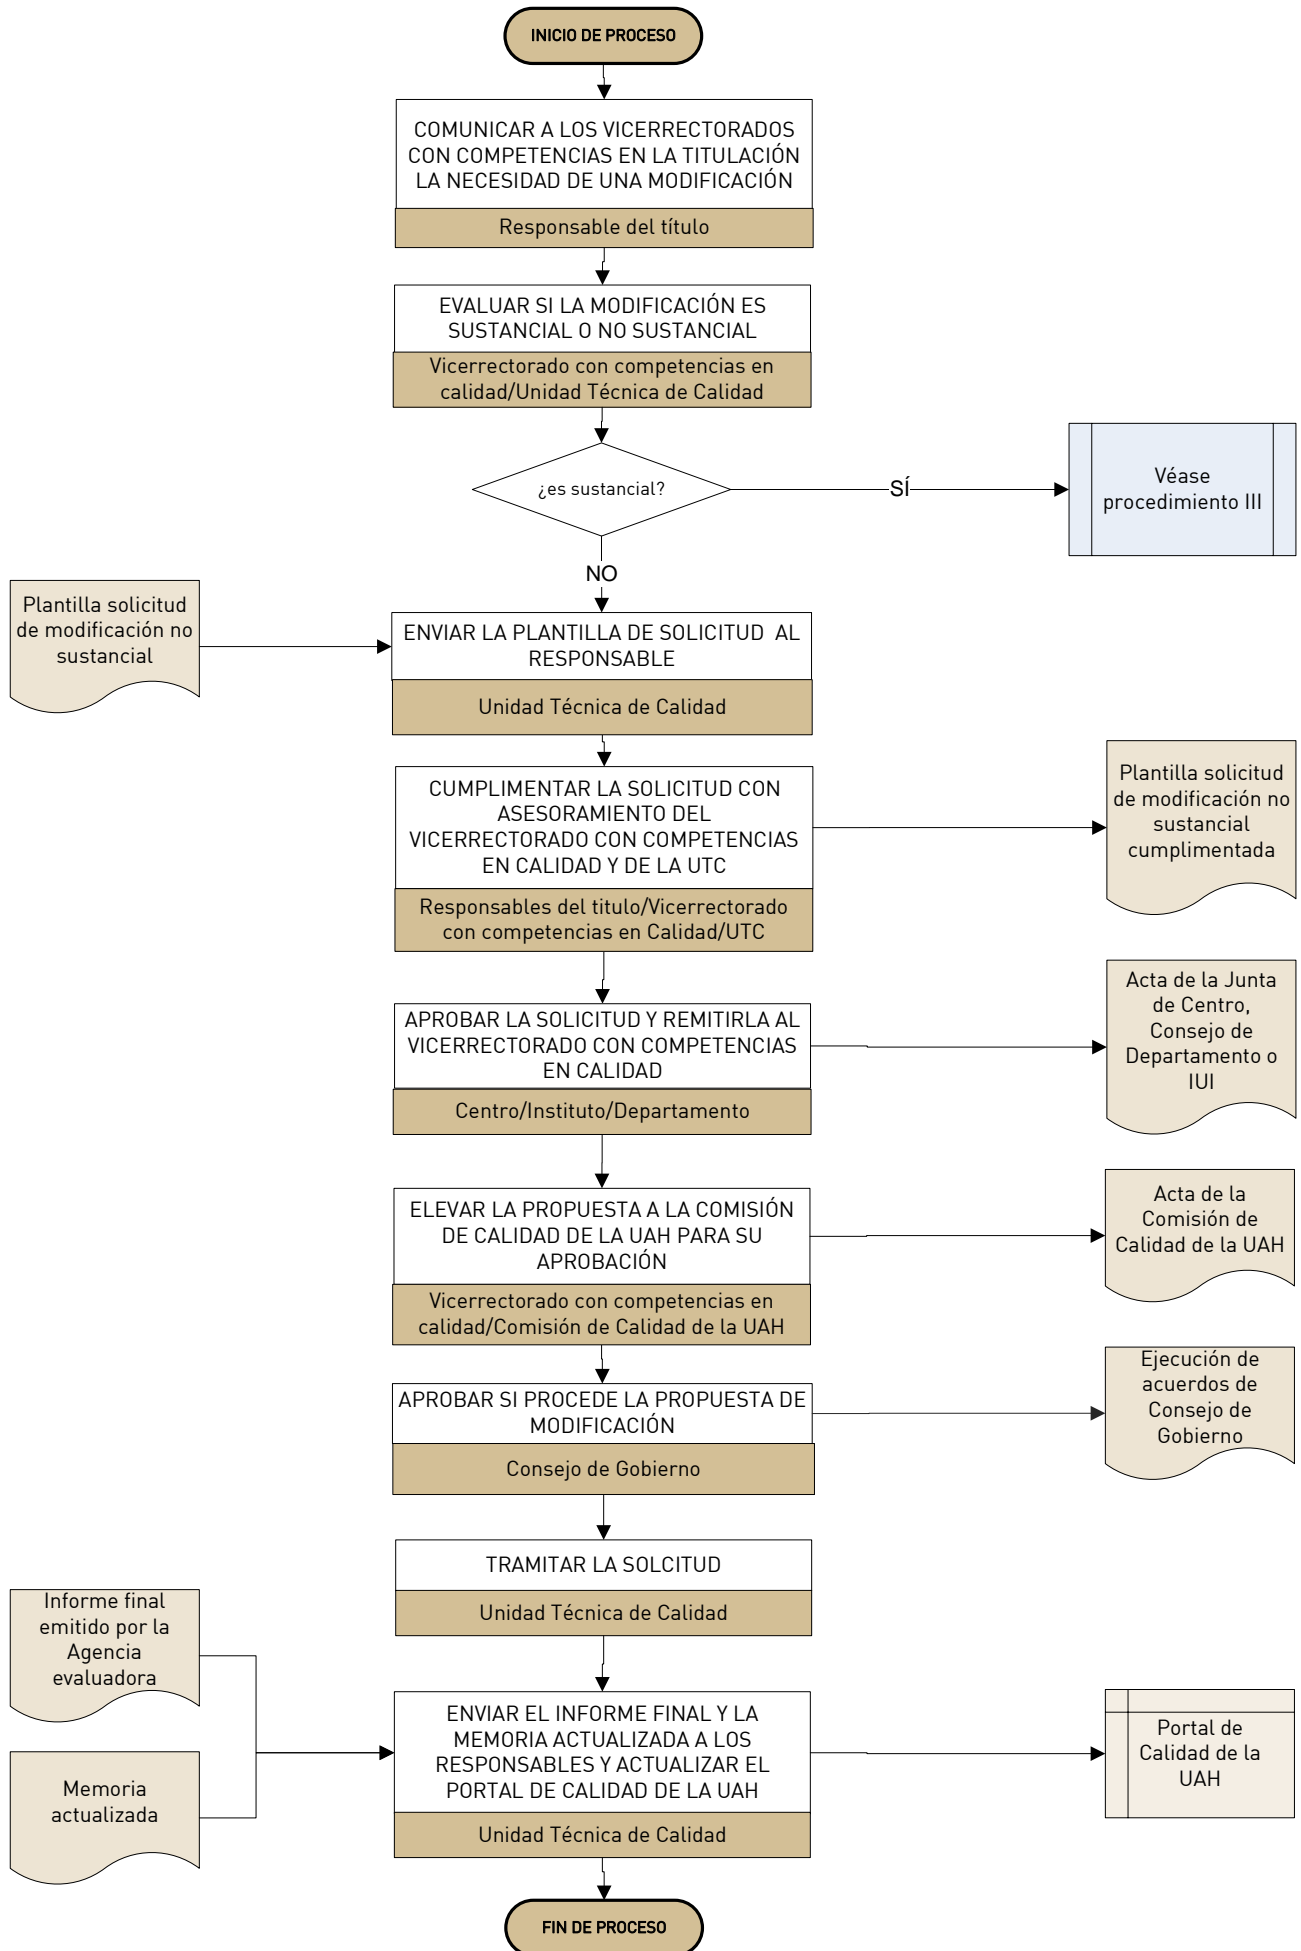 INICIO DE PROCESO
COMUNICAR A LOS VICERRECTORADOS
CON COMPETENCIAS EN LA TITULACIÓN
LA NECESIDAD DE UNA MODIFICACIÓN
Responsable del título
EVALUAR SI LA MODIFICACIÓN ES
SUSTANCIAL O NO SUSTANCIAL
Vicerrectorado con competencias en
calidad/Unidad Técnica de Calidad
¿es sustancial?
SÍ
Véase
procedimiento III
NO
Plantilla solicitud
de modificación no
sustancial
ENVIAR LA PLANTILLA DE SOLICITUD AL
RESPONSABLE
Unidad Técnica de Calidad
CUMPLIMENTAR LA SOLICITUD CON
ASESORAMIENTO DEL
VICERRECTORADO CON COMPETENCIAS
EN CALIDAD Y DE LA UTC
Responsables del titulo/Vicerrectorado
con competencias en Calidad/UTC
Plantilla solicitud
de modificación no
sustancial
cumplimentada
APROBAR LA SOLICITUD Y REMITIRLA AL
VICERRECTORADO CON COMPETENCIAS
EN CALIDAD
Centro/Instituto/Departamento
Acta de la Junta
de Centro,
Consejo de
Departamento o
IUI
ELEVAR LA PROPUESTA A LA COMISIÓN
DE CALIDAD DE LA UAH PARA SU
APROBACIÓN
Vicerrectorado con competencias en
calidad/Comisión de Calidad de la UAH
Acta de la
Comisión de
Calidad de la UAH
APROBAR SI PROCEDE LA PROPUESTA DE
MODIFICACIÓN
Consejo de Gobierno
Ejecución de
acuerdos de
Consejo de
Gobierno
TRAMITAR LA SOLCITUD
Unidad Técnica de Calidad
Informe final
emitido por la
Agencia
evaluadora
Memoria
actualizada
ENVIAR EL INFORME FINAL Y LA
MEMORIA ACTUALIZADA A LOS
RESPONSABLES Y ACTUALIZAR EL
PORTAL DE CALIDAD DE LA UAH
Unidad Técnica de Calidad
Portal de
Calidad de la
UAH
FIN DE PROCESO